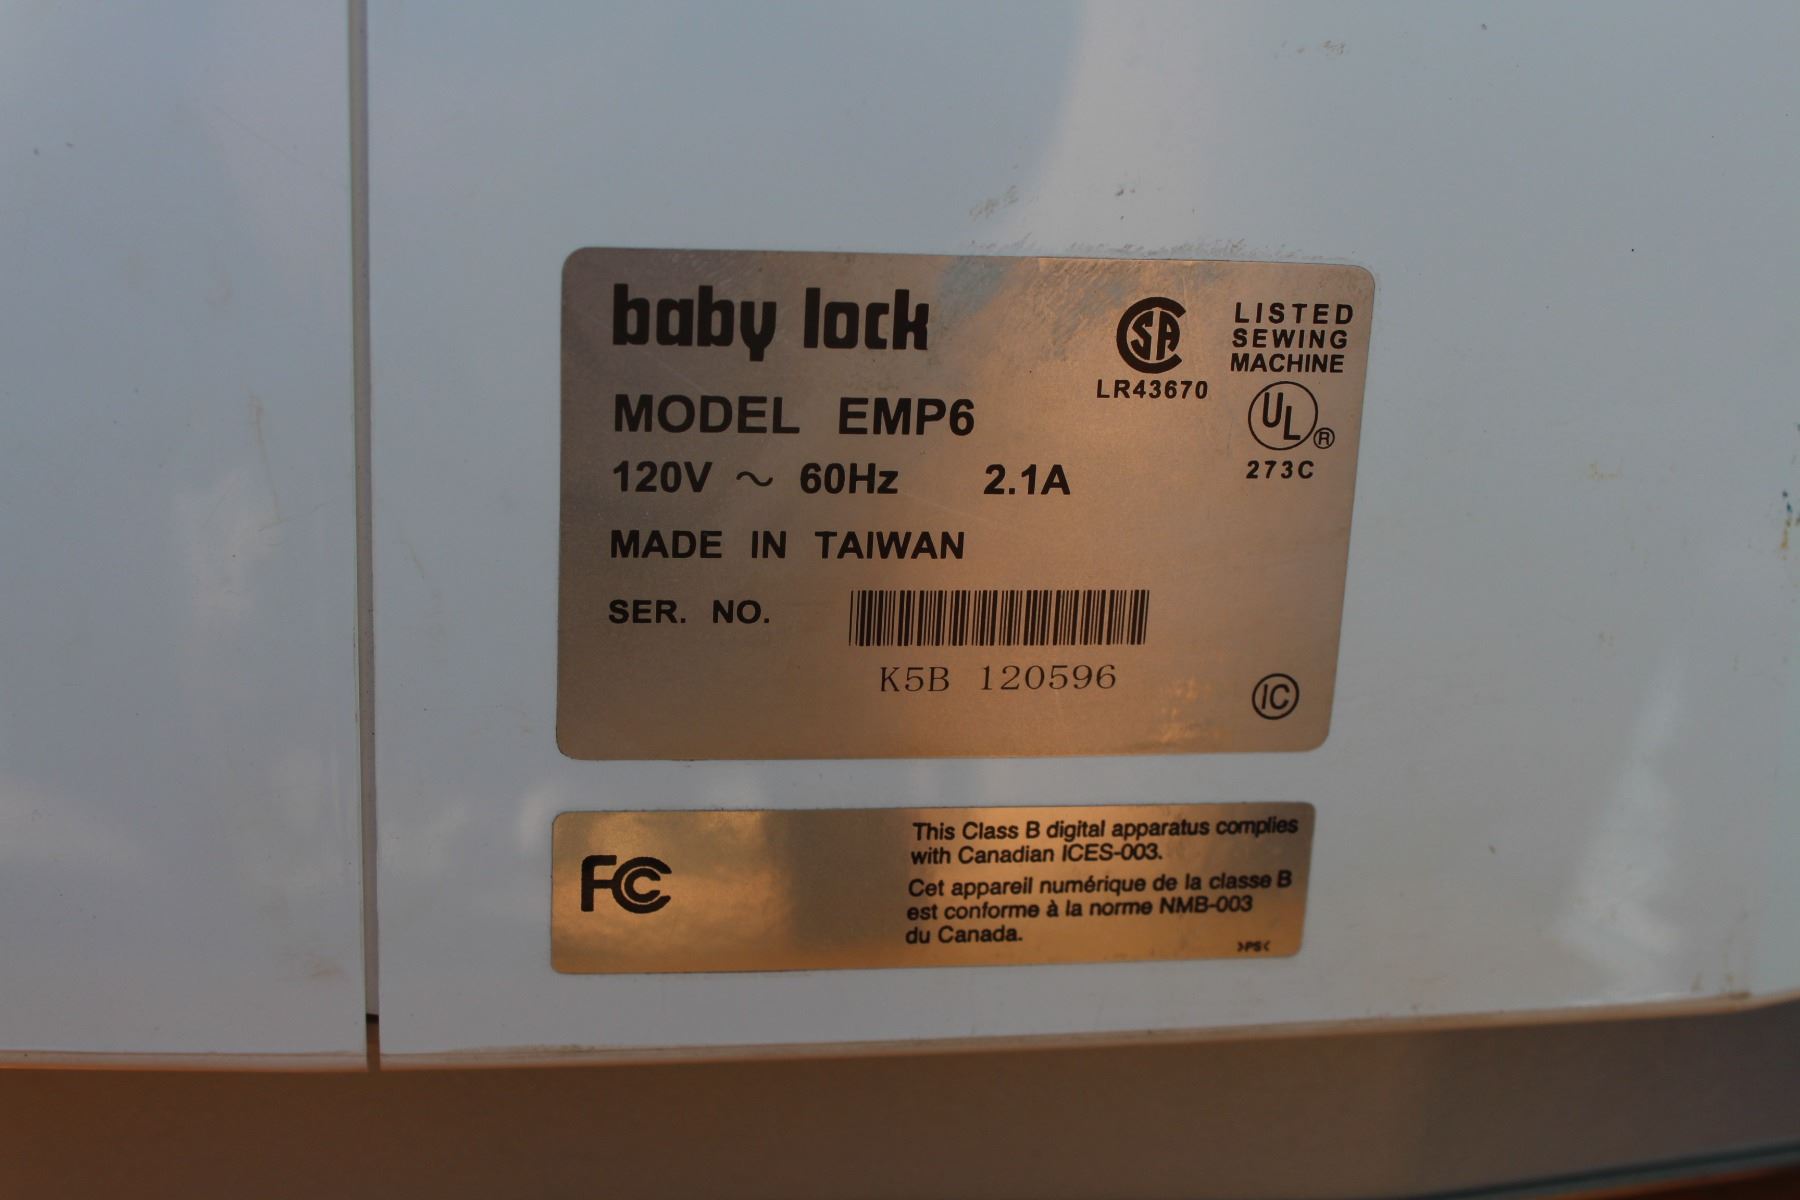 baby lock
MODEL EMP6
120V ~ 60Hz 2.1A
MADE IN TAIWAN
SER. NO.
K5B 120596
CSA
LR43670
LISTED
SEWING
MACHINE
UL®
273C
IC
FC
This Class B digital apparatus complies
with Canadian ICES-003.
Cet appareil numérique de la classe B
est conforme à la norme NMB-003
du Canada.
>PS<